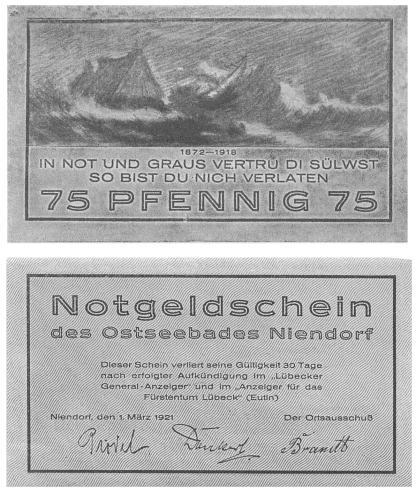 1872—1918
IN NOT UND GRAUS VERTRU DI SÜLWST
SO BIST DU NICH VERLATEN
75 PFENNIG 75
Notgeldschein
des Ostseebades Niendorf
Dieser Schein verliert seine Gültigkeit 30 Tage
nach erfolgter Aufkündigung im „Lübecker
General-Anzeiger“ und im „Anzeiger für das
Fürstentum Lübeck“ (Eutin)
Niendorf, den 1. März 1921 Der Ortsausschuß
Brandt